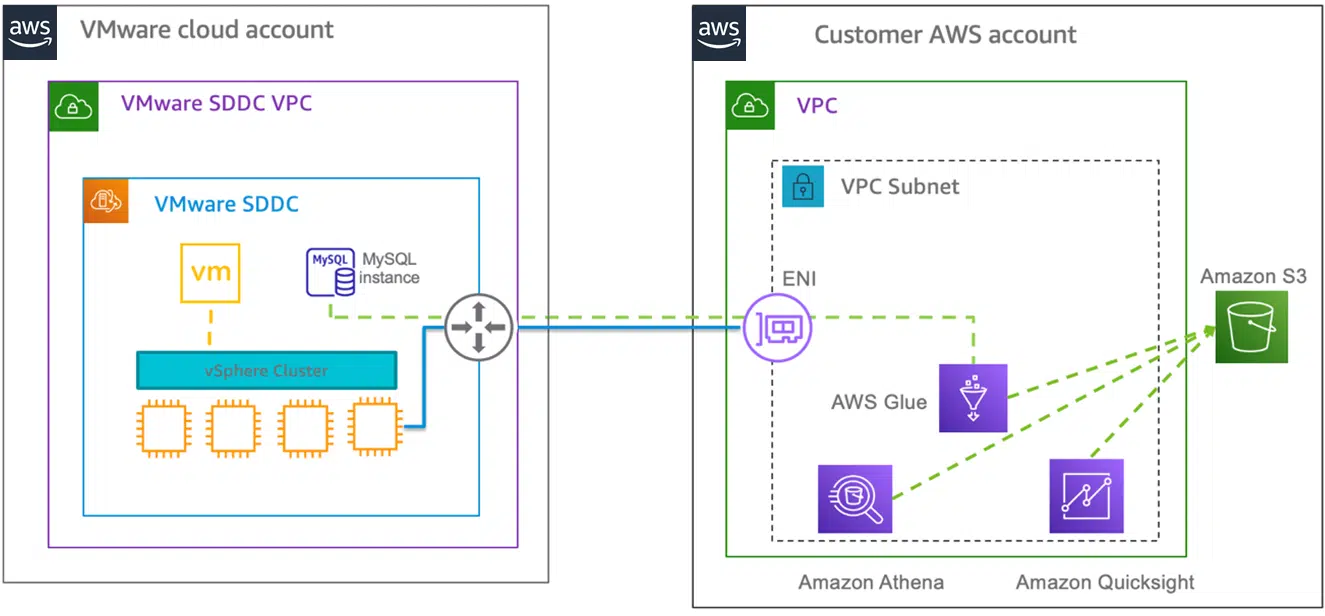 aws
VMware cloud account
VMware SDDC VPC
VMware SDDC
vm
MySQL
MySQL
instance
vSphere Cluster
aws
Customer AWS account
VPC
VPC Subnet
ENI
Amazon S3
AWS Glue
Amazon Athena
Amazon Quicksight